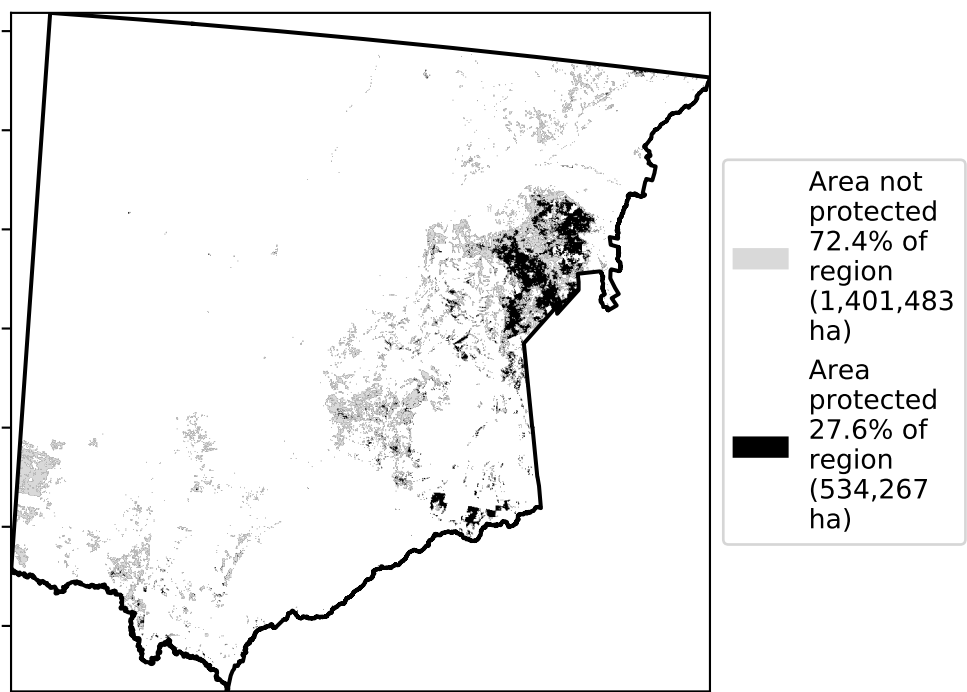 Area not
protected
72.4% of
region
(1,401,483
ha)
Area
protected
27.6% of
region
(534,267
ha)